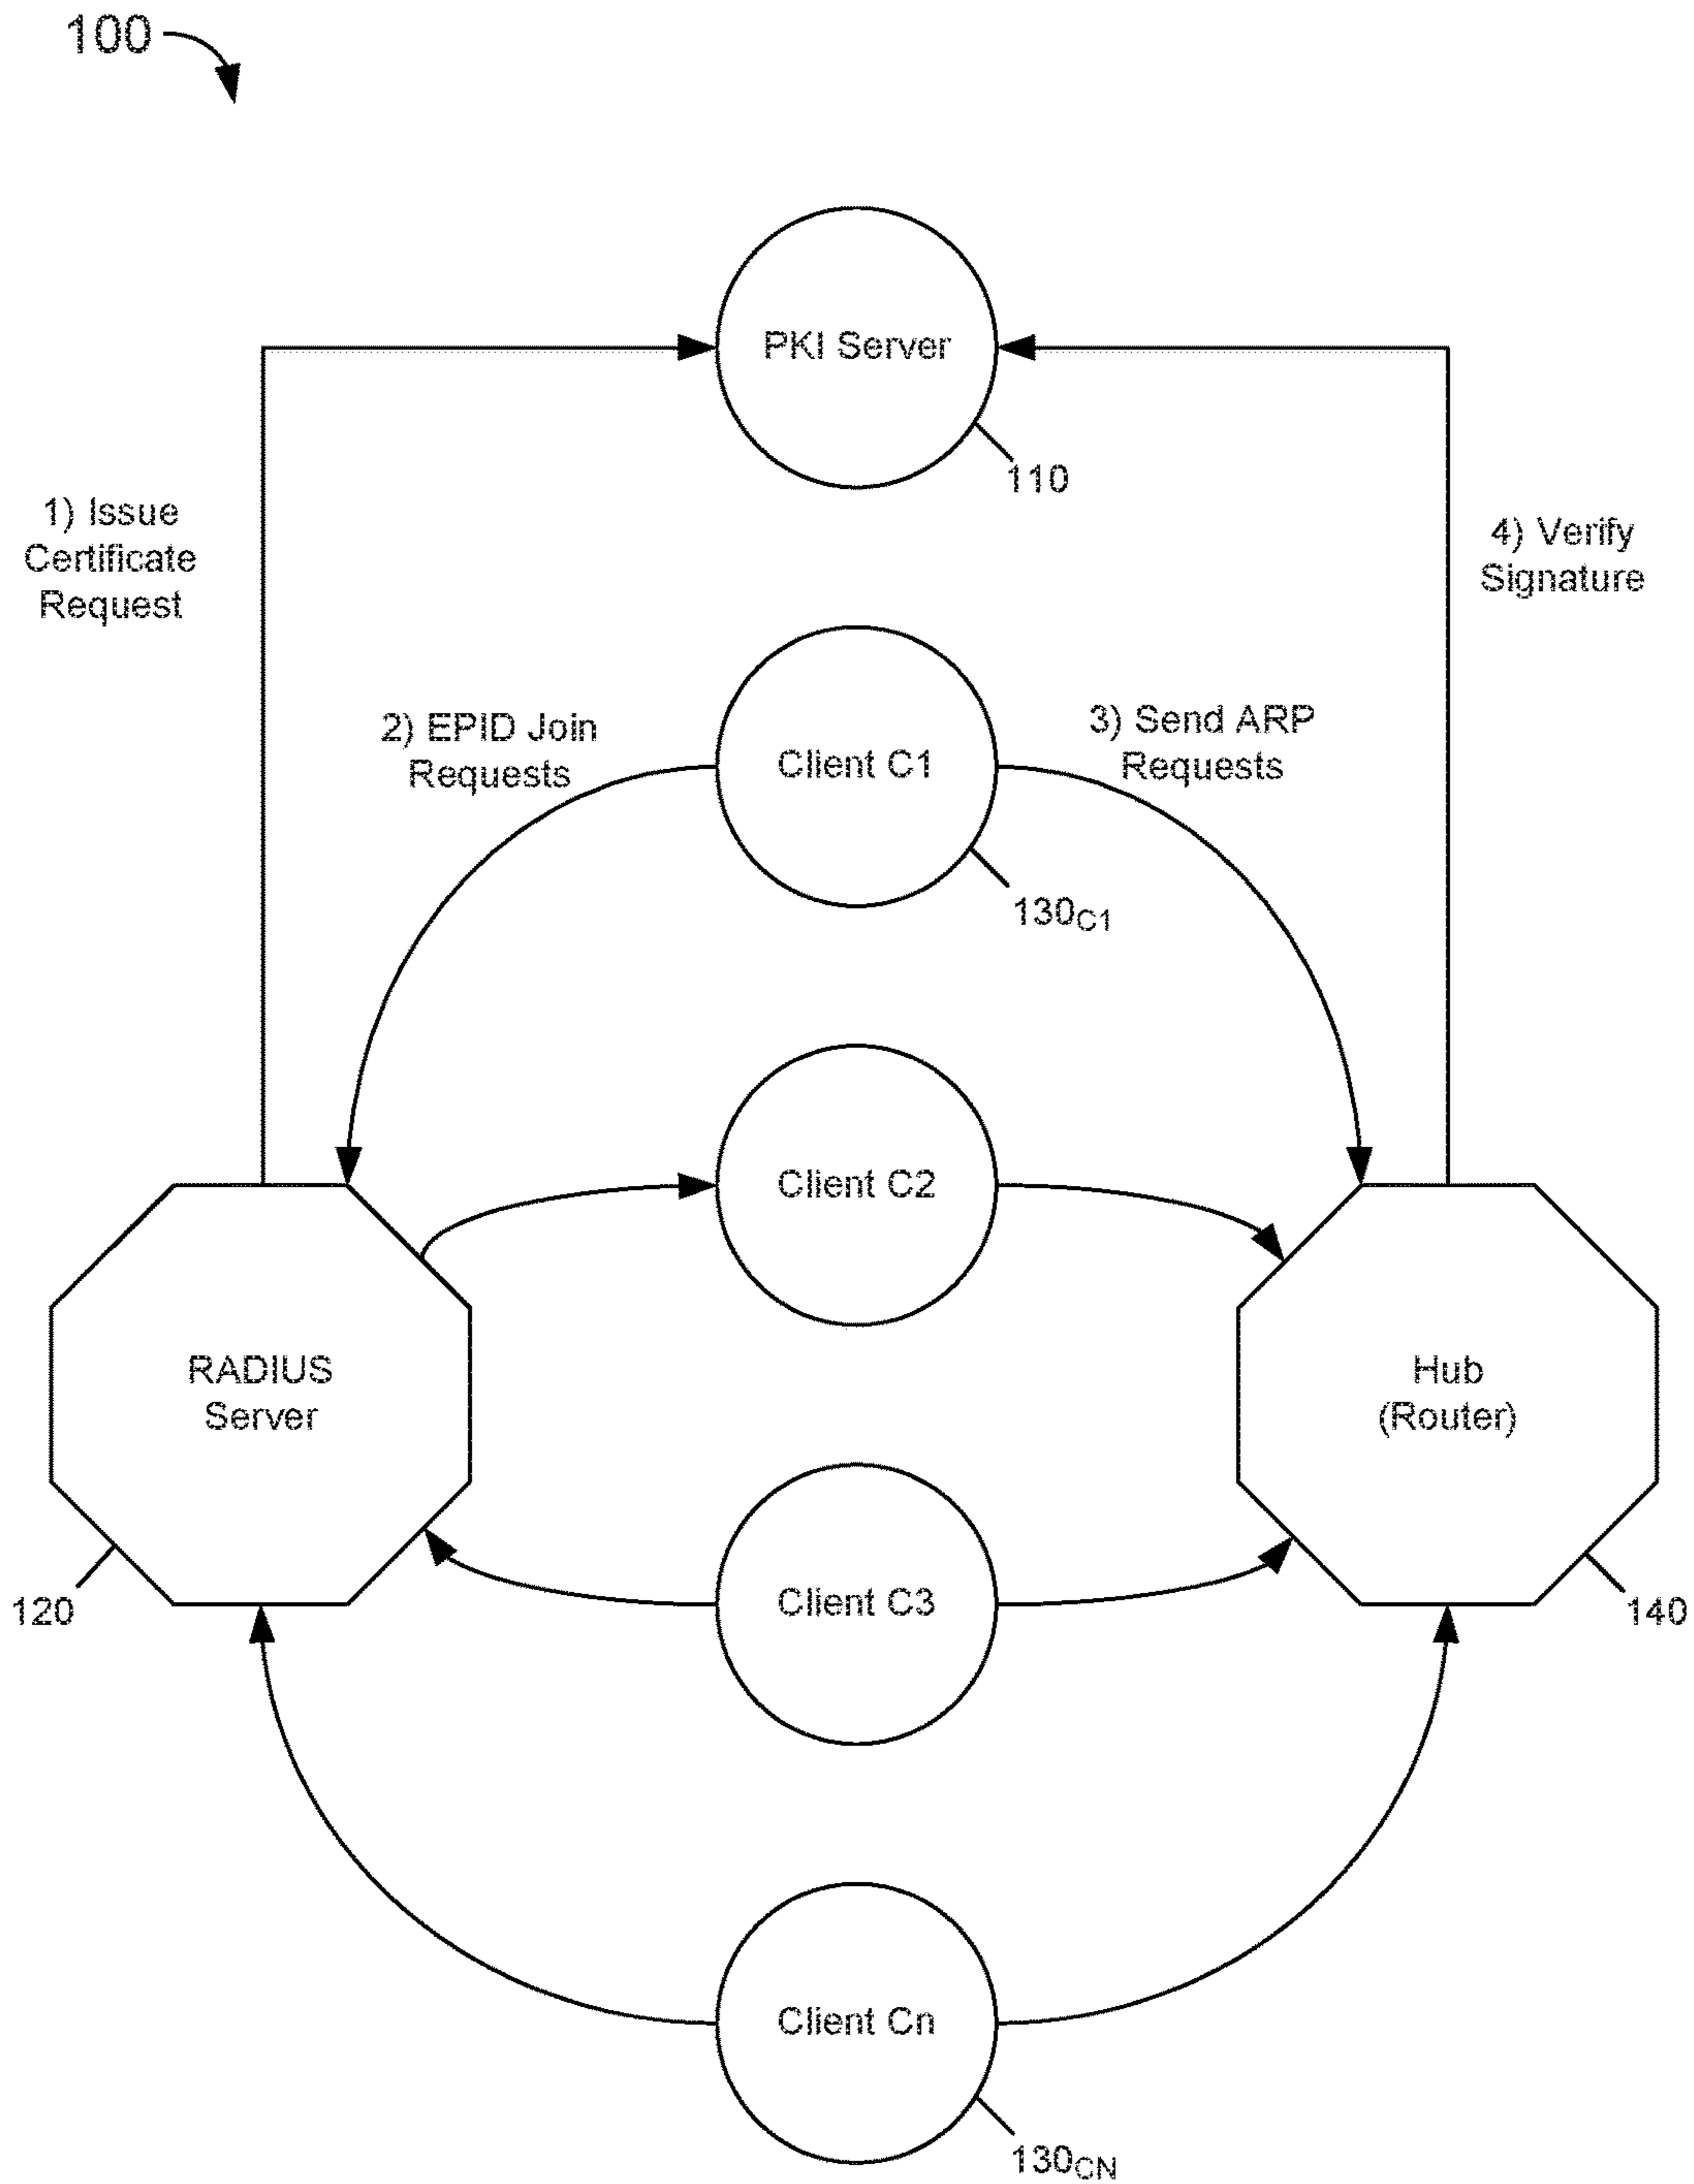 100
PKI Server
110
1) Issue
Certificate
Request
4) Verify
Signature
2) EPID Join
Requests
Client C1
3) Send ARP
Requests
130C1
Client C2
RADIUS
Server
Hub
(Router)
Client C3
120
140
Client Cn
130CN